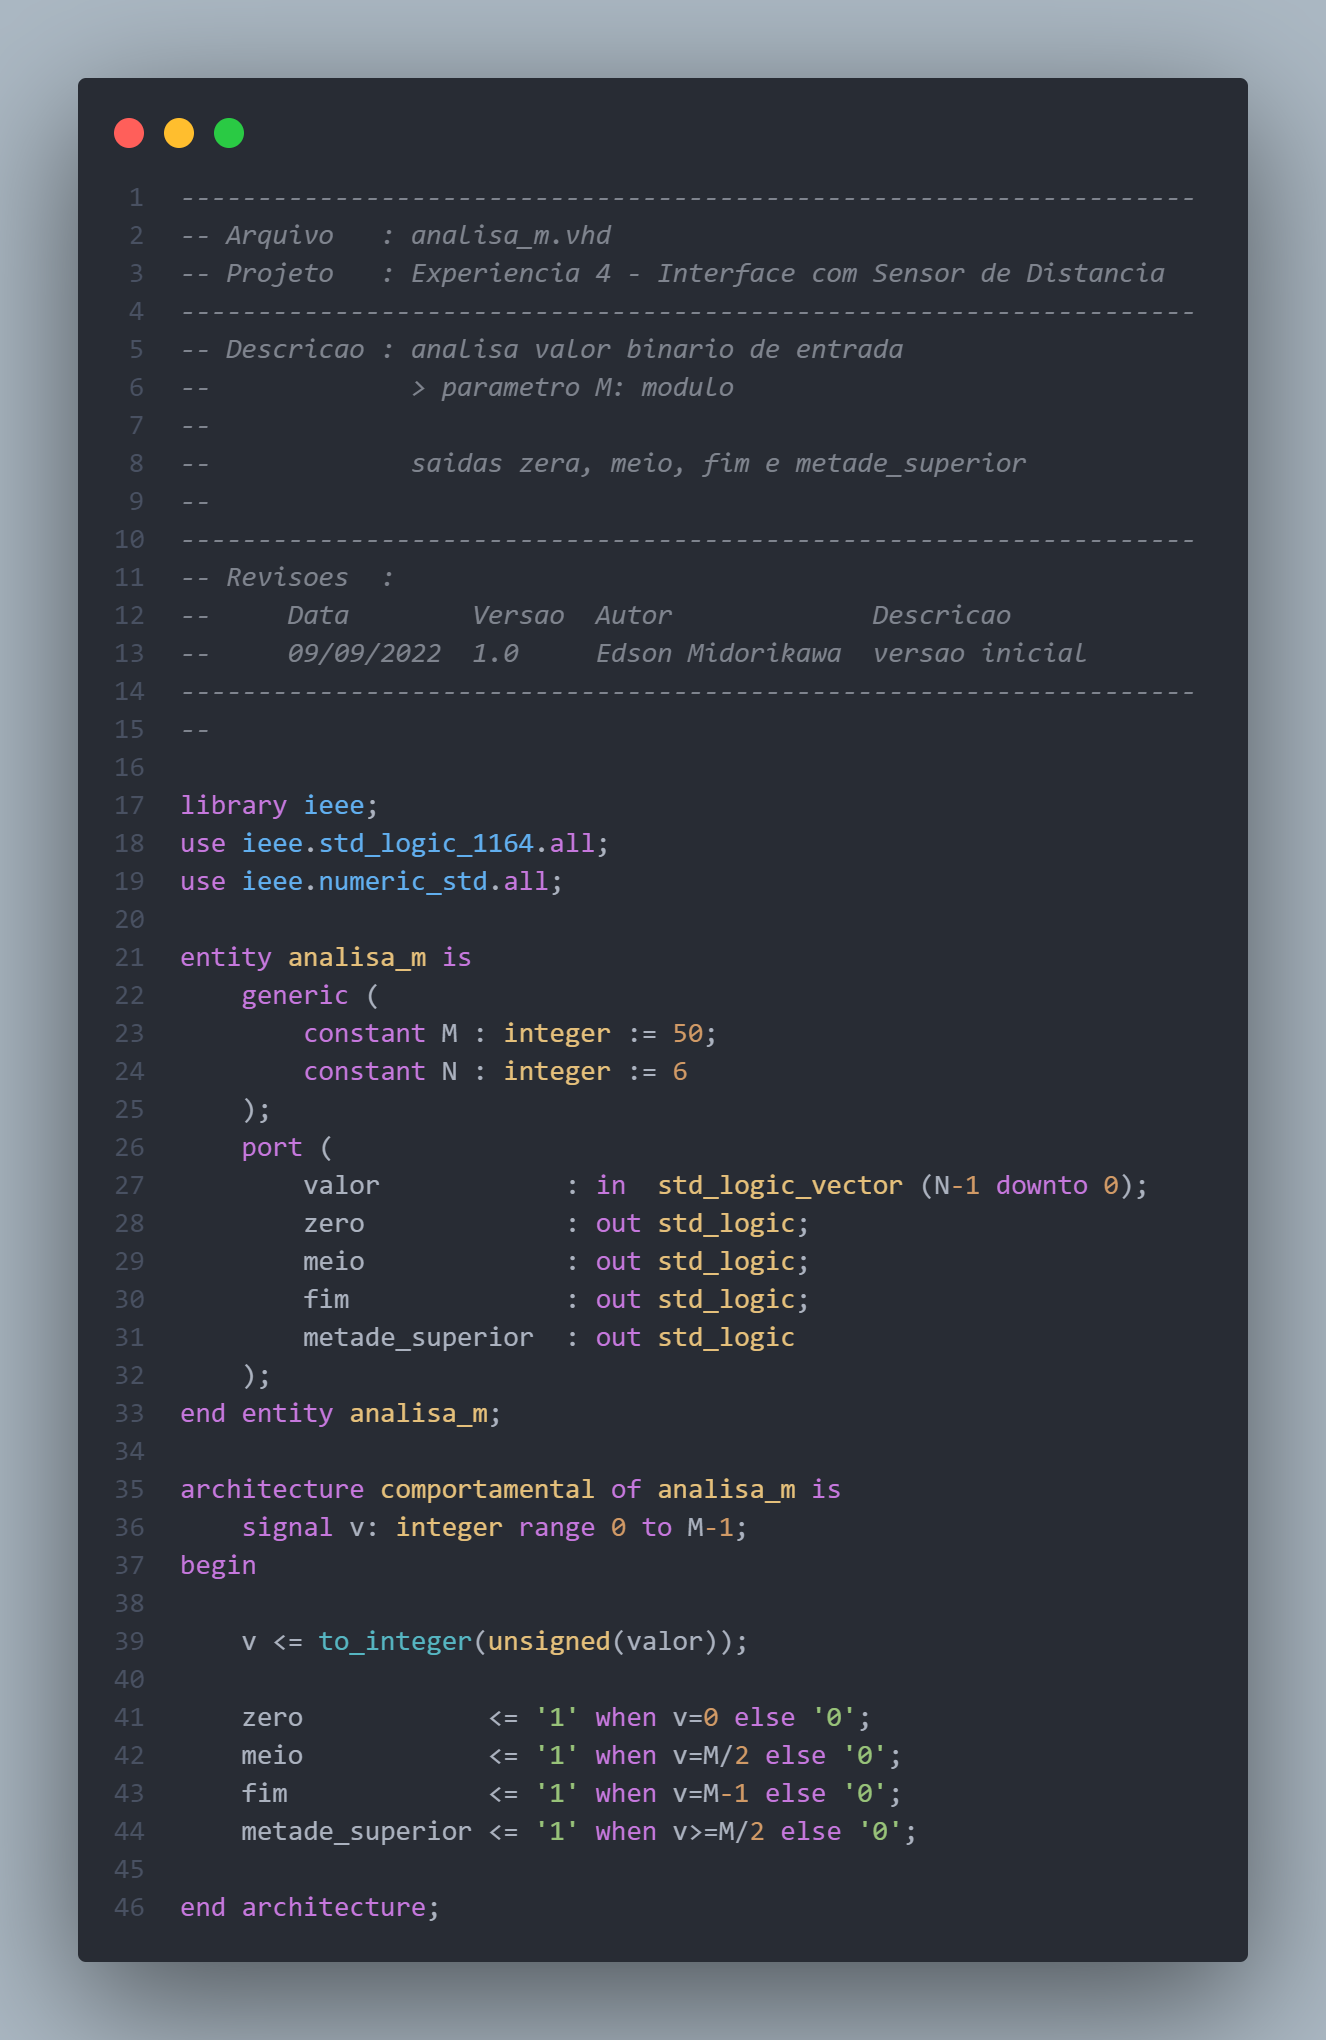 1 ------------------------------------------------------------------
2 -- Arquivo   : analisa_m.vhd
3 -- Projeto   : Experiencia 4 - Interface com Sensor de Distancia
4 ------------------------------------------------------------------
5 -- Descricao : analisa valor binario de entrada
6 --             > parametro M: modulo
7 --
8 --             saidas zera, meio, fim e metade_superior
9 --
10 ------------------------------------------------------------------
11 -- Revisoes  :
12 --     Data        Versao  Autor             Descricao
13 --     09/09/2022  1.0     Edson Midorikawa  versao inicial
14 ------------------------------------------------------------------
15 --
16
17 library ieee;
18 use ieee.std_logic_1164.all;
19 use ieee.numeric_std.all;
20
21 entity analisa_m is
22     generic (
23         constant M : integer := 50;
24         constant N : integer := 6
25     );
26     port (
27         valor            : in  std_logic_vector (N-1 downto 0);
28         zero             : out std_logic;
29         meio             : out std_logic;
30         fim              : out std_logic;
31         metade_superior  : out std_logic
32     );
33 end entity analisa_m;
34
35 architecture comportamental of analisa_m is
36     signal v: integer range 0 to M-1;
37 begin
38
39     v <= to_integer(unsigned(valor));
40
41     zero            <= '1' when v=0 else '0';
42     meio            <= '1' when v=M/2 else '0';
43     fim             <= '1' when v=M-1 else '0';
44     metade_superior <= '1' when v>=M/2 else '0';
45
46 end architecture;